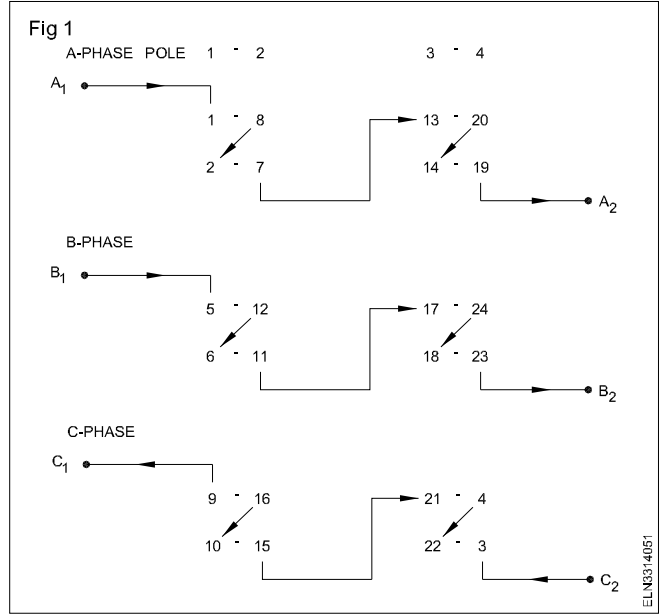 Fig 1
A-PHASE POLE 1 - 2 3 - 4
A1
1 - 8 13 - 20
2 - 7 14 - 19
A2
B-PHASE
B1
5 - 12 17 - 24
6 - 11 18 - 23
B2
C-PHASE
C1
9 - 16 21 - 4
10 - 15 22 - 3
C2
ELN3314051